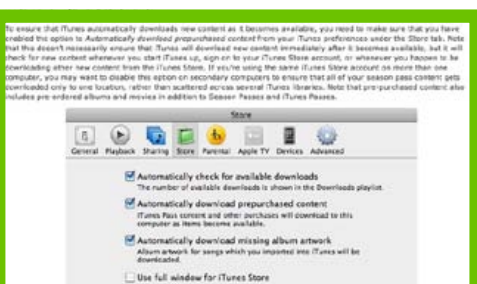 To ensure that iTunes automatically downloads new content as it becomes available, you need to make sure that you have
enabled the option to Automatically download prepurchased content from your iTunes preferences under the Store tab. Note
that this doesn't necessarily ensure that iTunes will download new content immediately after it becomes available, but it will
check for new content whenever you start iTunes up, sign on to your iTunes Store account, or whenever you happen to be
downloading other new content from the iTunes Store. If you're using the same iTunes Store account on more than one
computer, you may want to disable this option on secondary computers to ensure that all of your season pass content gets
downloaded only to one location, rather than scattered across several iTunes libraries. Note that pre-purchased content also
includes pre-ordered albums and movies in addition to Season Passes and iTunes Passes.
Store
General Playback Sharing Store Parental Apple TV Devices Advanced
Automatically check for available downloads
The number of available downloads is shown in the Downloads playlist.
Automatically download prepurchased content
iTunes Pass content and other purchases will download to this
computer as items become available.
Automatically download missing album artwork
Album artwork for songs which you imported into iTunes will be
downloaded.
Use full window for iTunes Store